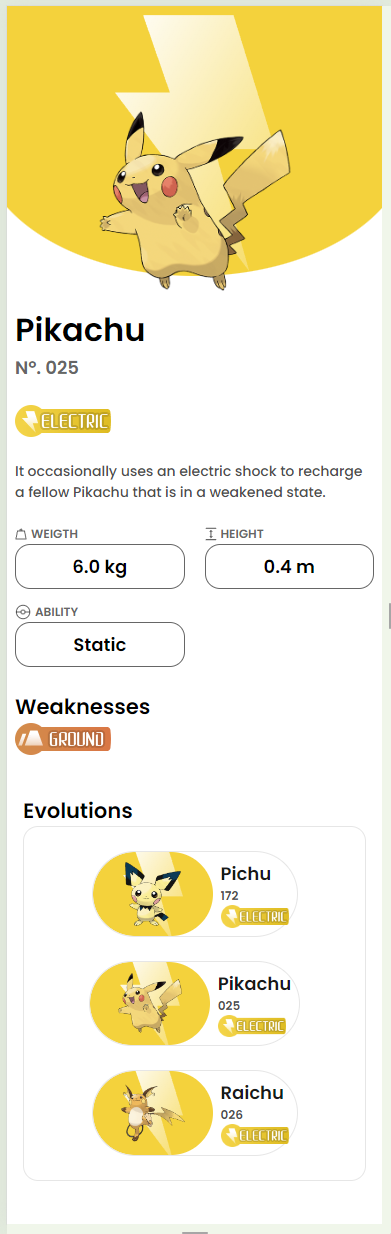 Pikachu
Nº. 025
ELECTRIC
It occasionally uses an electric shock to recharge
a fellow Pikachu that is in a weakened state.
WEIGTH HEIGHT
6.0 kg 0.4 m
ABILITY
Static
Weaknesses
GROUND
Evolutions
Pichu
172
ELECTRIC
Pikachu
025
ELECTRIC
Raichu
026
ELECTRIC